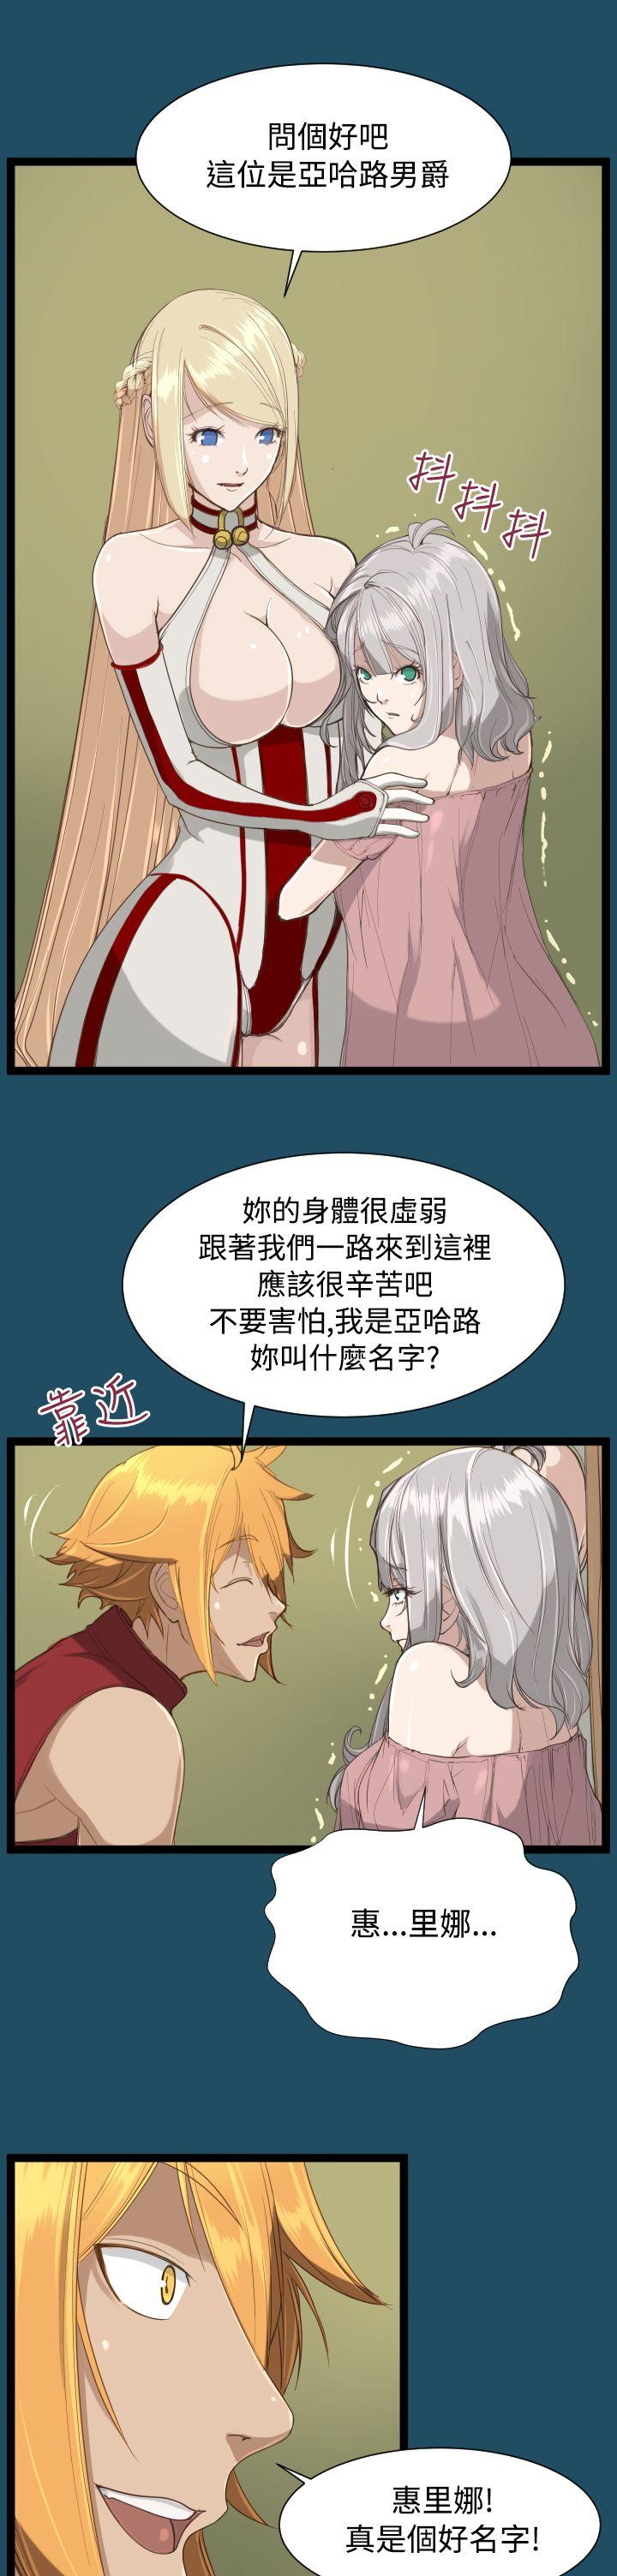 問個好吧
這位是亞哈路男爵
抖抖抖
妳的身體很虛弱
跟著我們一路來到這裡
應該很辛苦吧
不要害怕,我是亞哈路
妳叫什麼名字?
靠近
惠...里娜...
惠里娜!
真是個好名字!